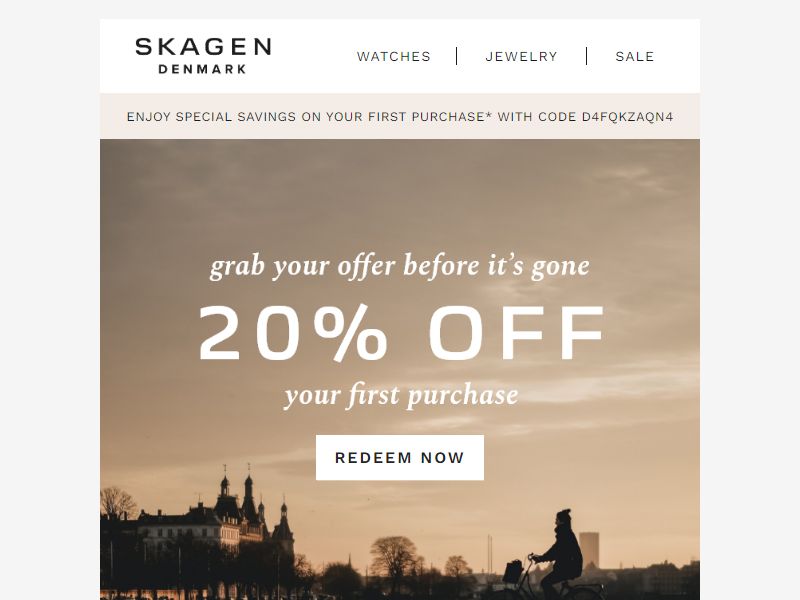 SKAGEN
DENMARK
WATCHES
JEWELRY
SALE
ENJOY SPECIAL SAVINGS ON YOUR FIRST PURCHASE* WITH CODE D4FQKZAQN4
grab your offer before it’s gone
20% OFF
your first purchase
REDEEM NOW